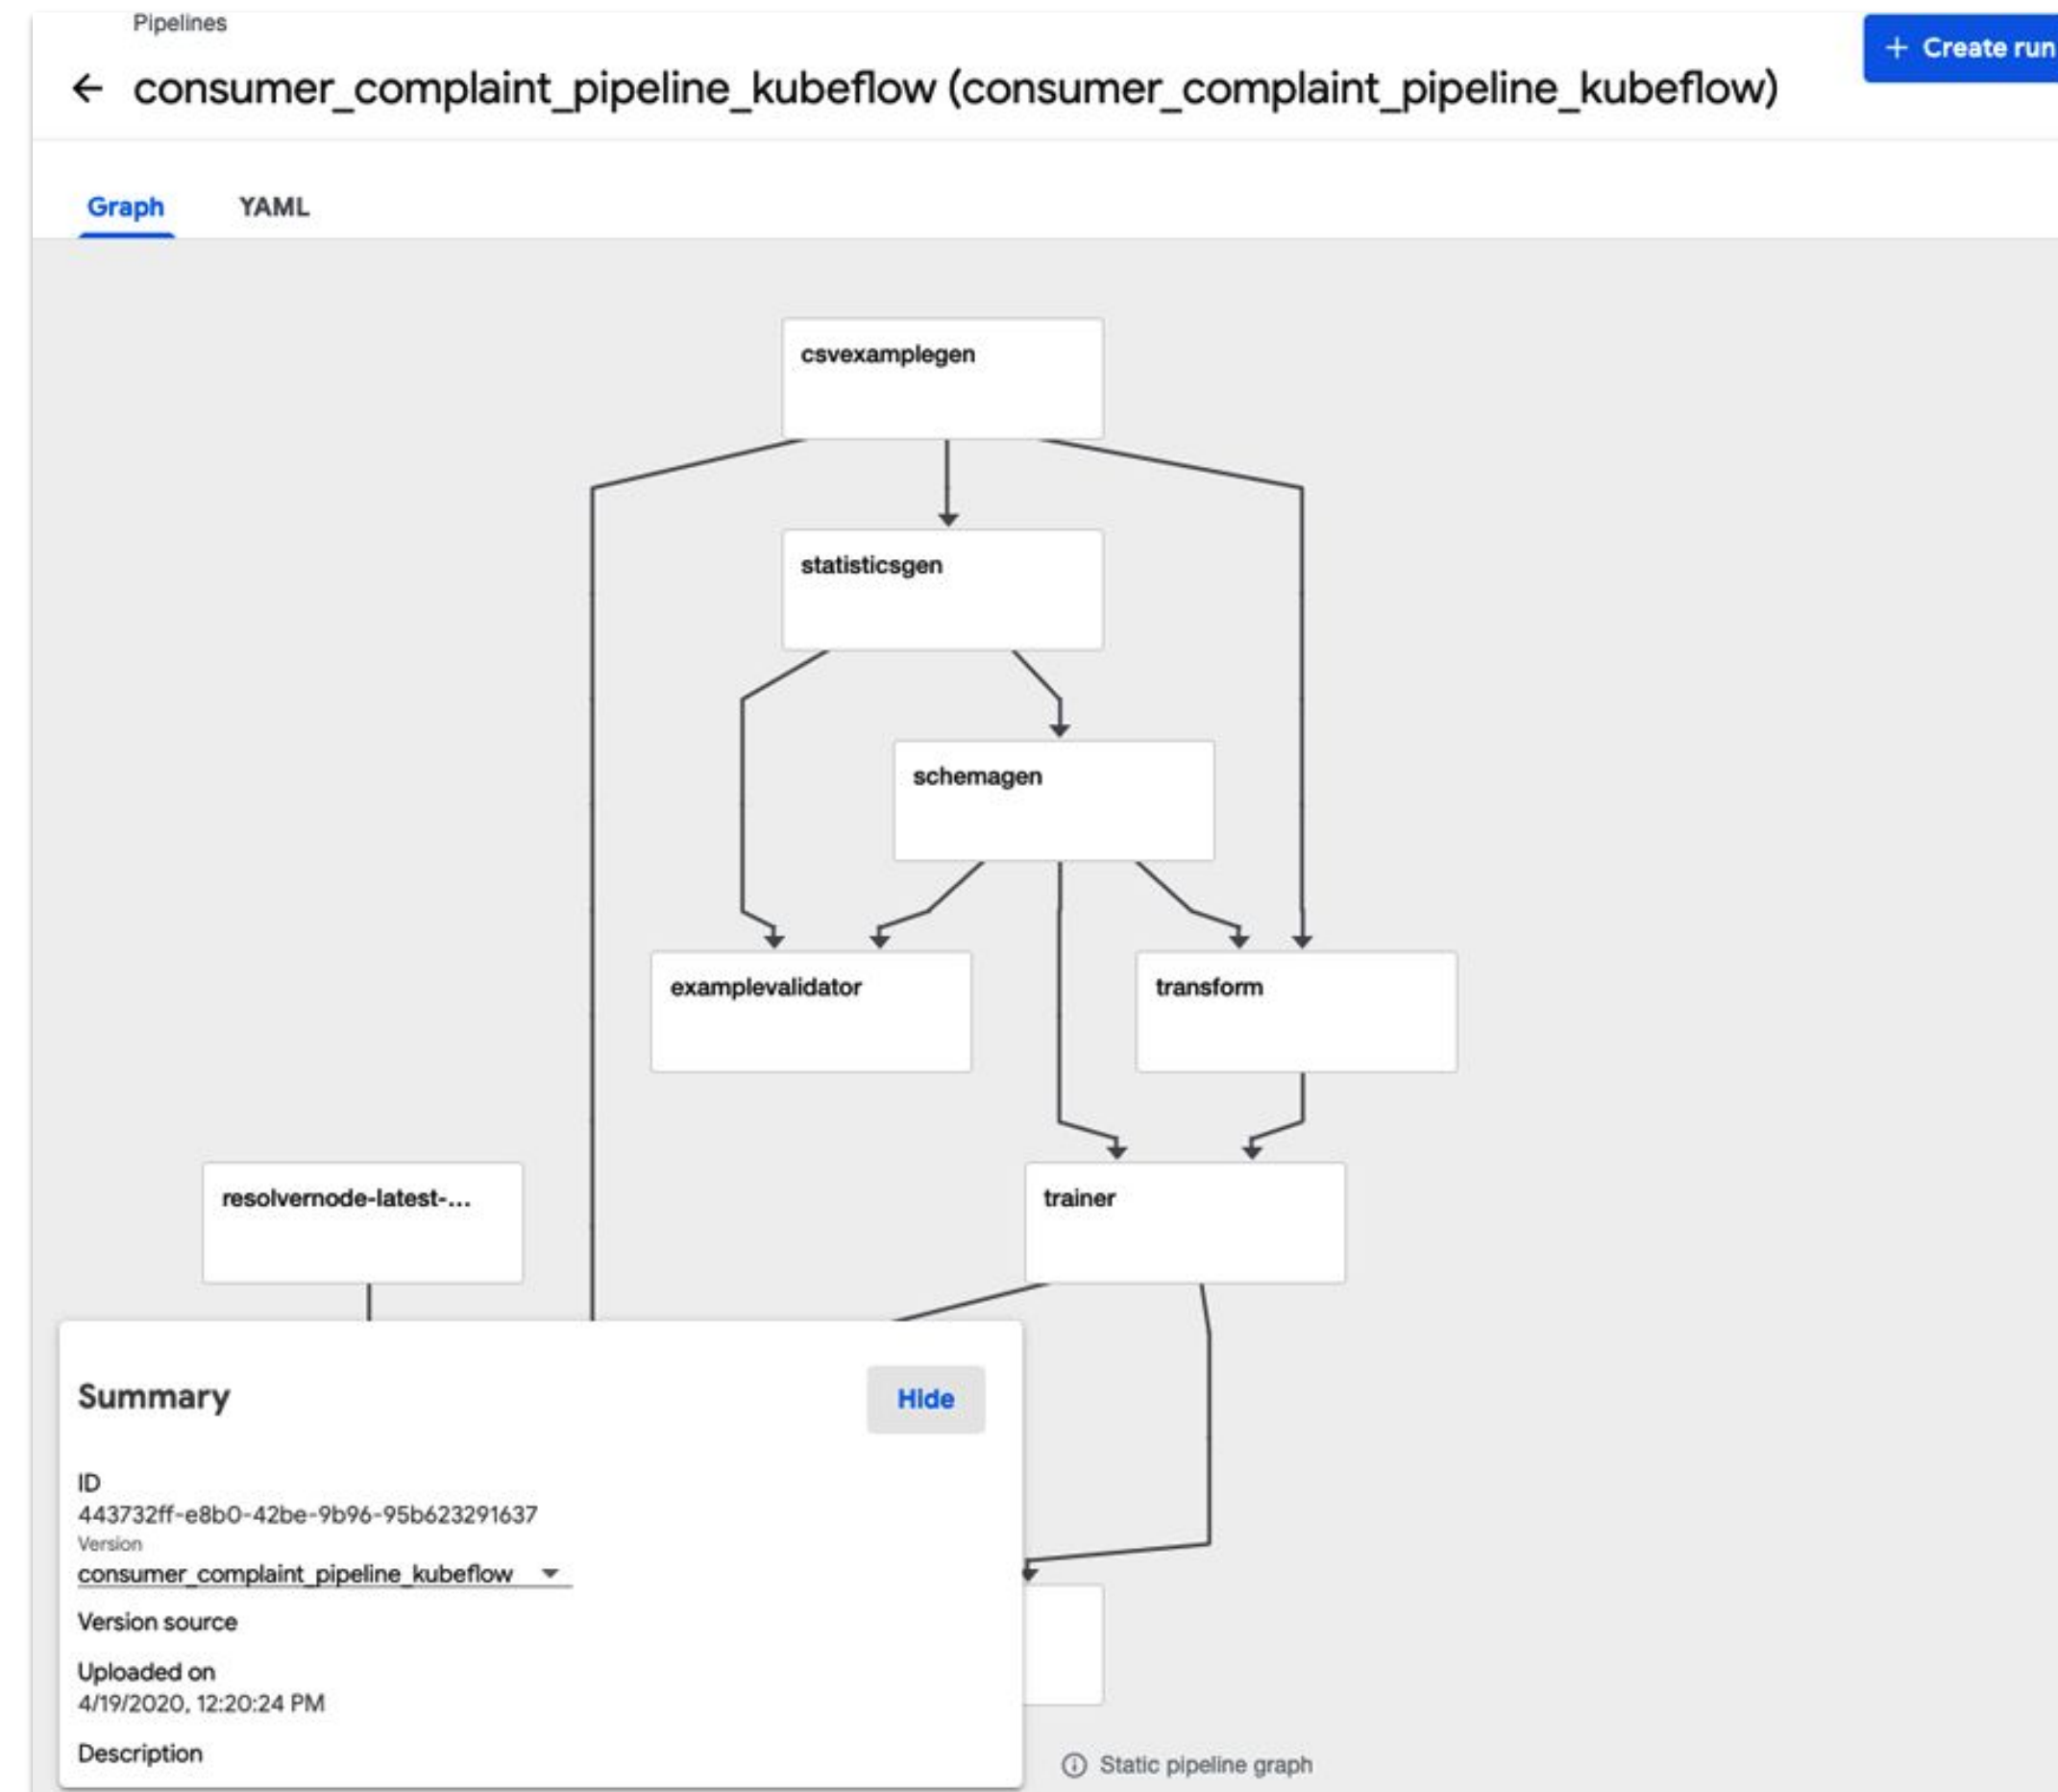 Pipelines
+ Create run
consumer_complaint_pipeline_kubeflow (consumer_complaint_pipeline_kubeflow)
Graph YAML
csvexamplegen
statisticsgen
schemagen
examplevalidator
transform
resolvernode-latest-...
trainer
Summary
Hide
ID
443732ff-e8b0-42be-9b96-95b623291637
Version
consumer_complaint_pipeline_kubeflow
Version source
Uploaded on
4/19/2020, 12:20:24 PM
Description
Static pipeline graph